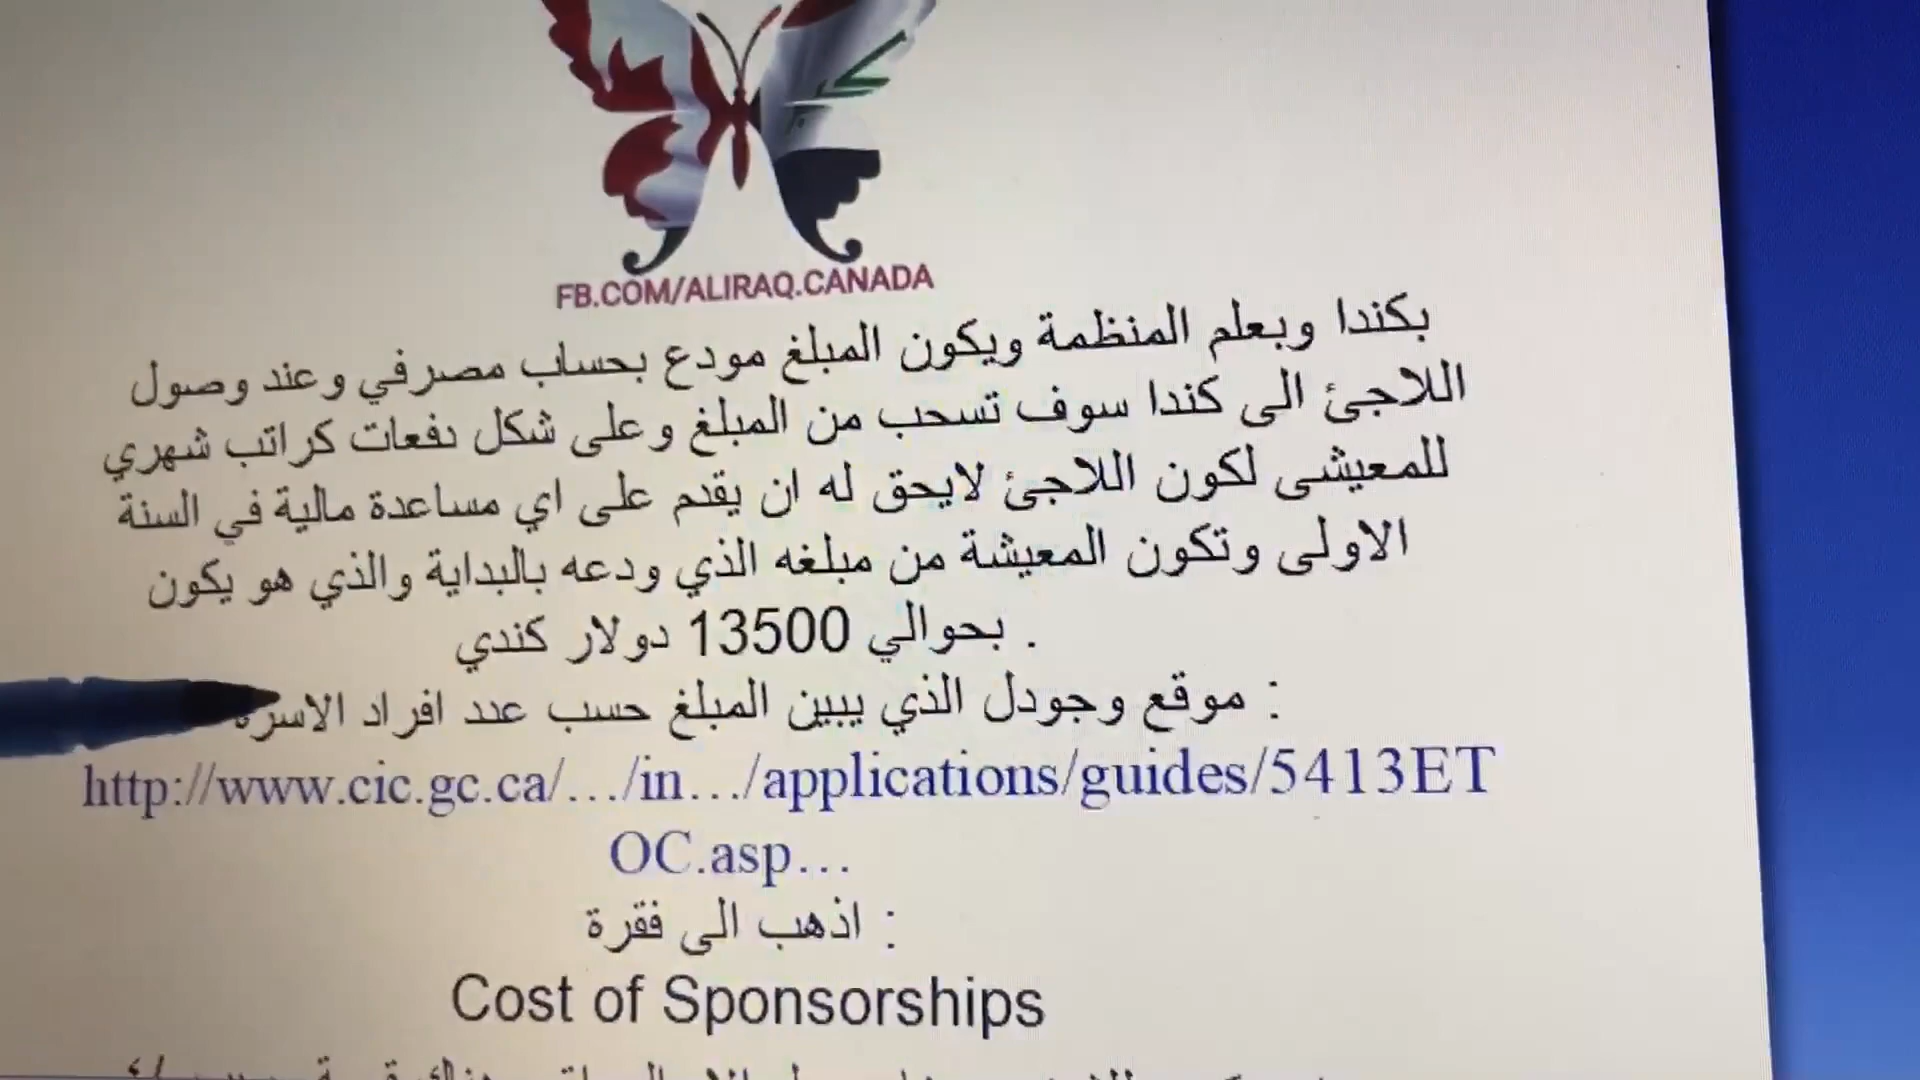 FB.COM/ALIRAQ.CANADA
بكندا وبعلم المنظمة ويكون المبلغ مودع بحساب مصرفي وعند وصول
اللاجئ الى كندا سوف تسحب من المبلغ وعلى شكل دفعات كراتب شهري
للمعيشى لكون اللاجئ لايحق له ان يقدم على اي مساعدة مالية في السنة
الاولى وتكون المعيشة من مبلغه الذي ودعه بالبداية والذي هو يكون
. بحوالي 13500 دولار كندي
: موقع وجودل الذي يبين المبلغ حسب عدد افراد الاسرة
http://www.cic.gc.ca/…/in…/applications/guides/5413ET
OC.asp…
: اذهب الى فقرة
Cost of Sponsorships